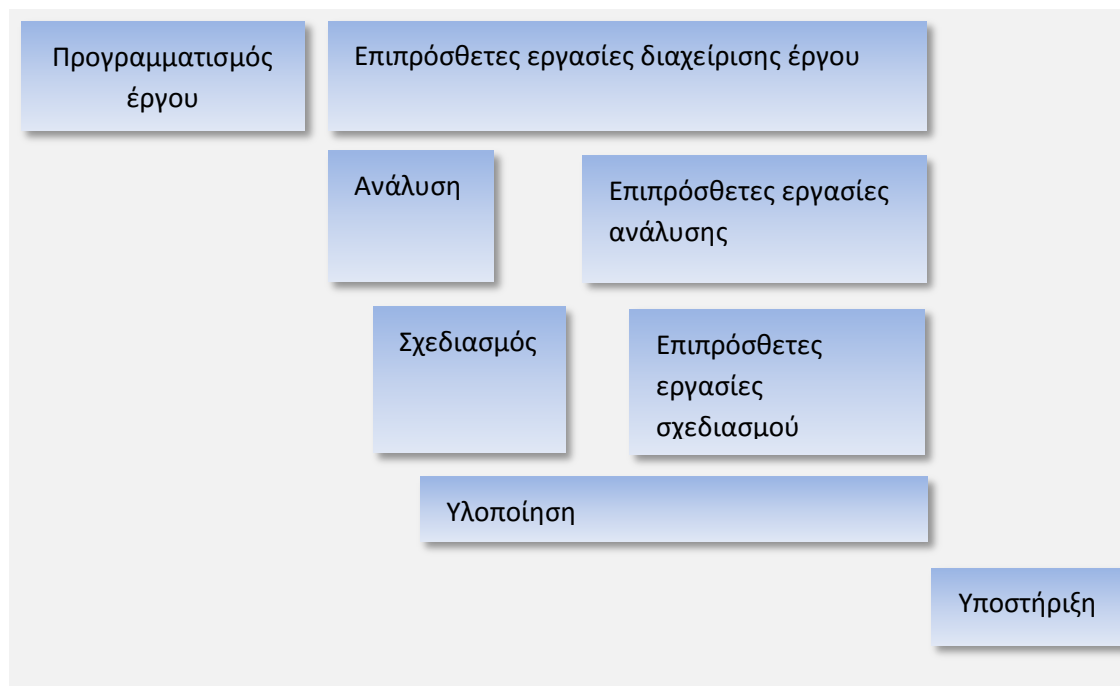 Προγραμματισμός
έργου
Επιπρόσθετες εργασίες διαχείρισης έργου
Ανάλυση
Επιπρόσθετες εργασίες
ανάλυσης
Σχεδιασμός
Επιπρόσθετες
εργασίες
σχεδιασμού
Υλοποίηση
Υποστήριξη